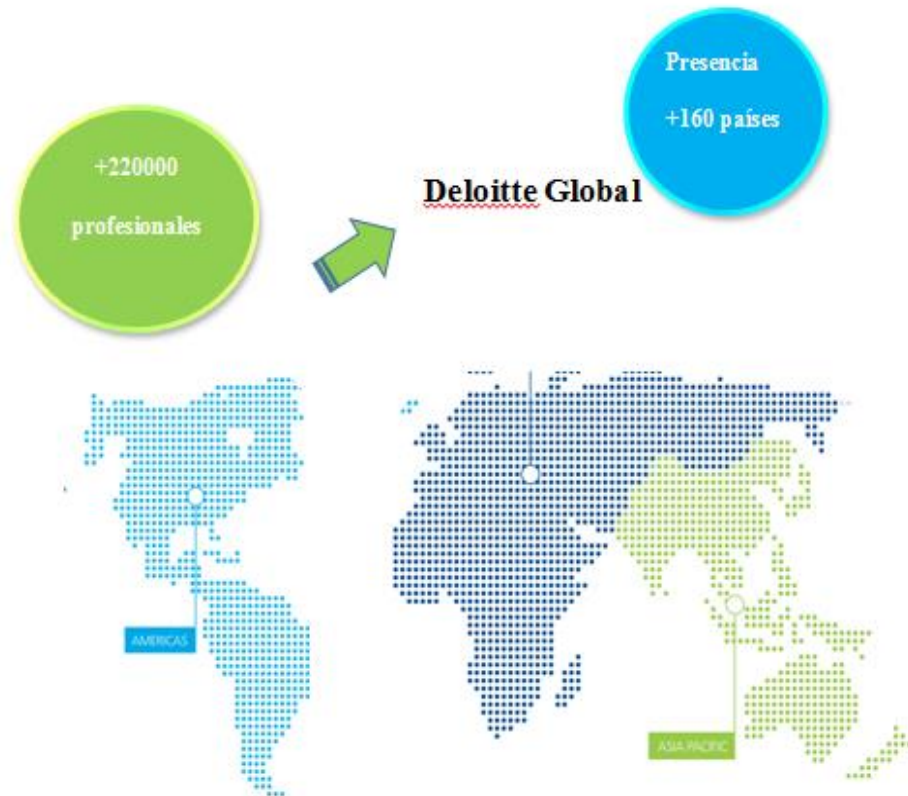 Presencia
+160 países
+220000
profesionales
Deloitte Global
AMERICAS
ASIA PACIFIC